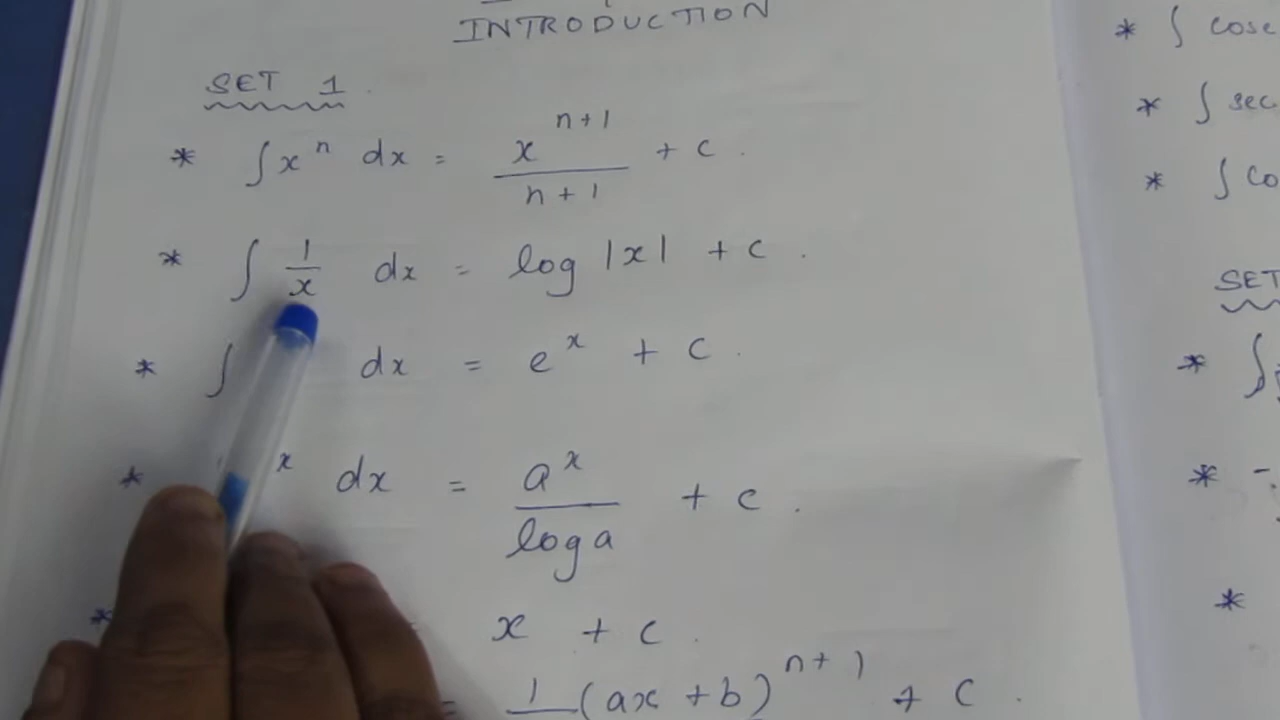 INTRODUCTION
SET 1
* ∫ x^n dx = x^(n+1) / (n+1) + c.
* ∫ 1/x dx = log |x| + c.
* ∫ dx = e^x + c.
* x dx = a^x / log a + c.
* x + c.
= 1 (ax + b)^(n+1) + c.
* ∫ cose
* ∫ sec
* ∫ co
SET
* ∫
*
*